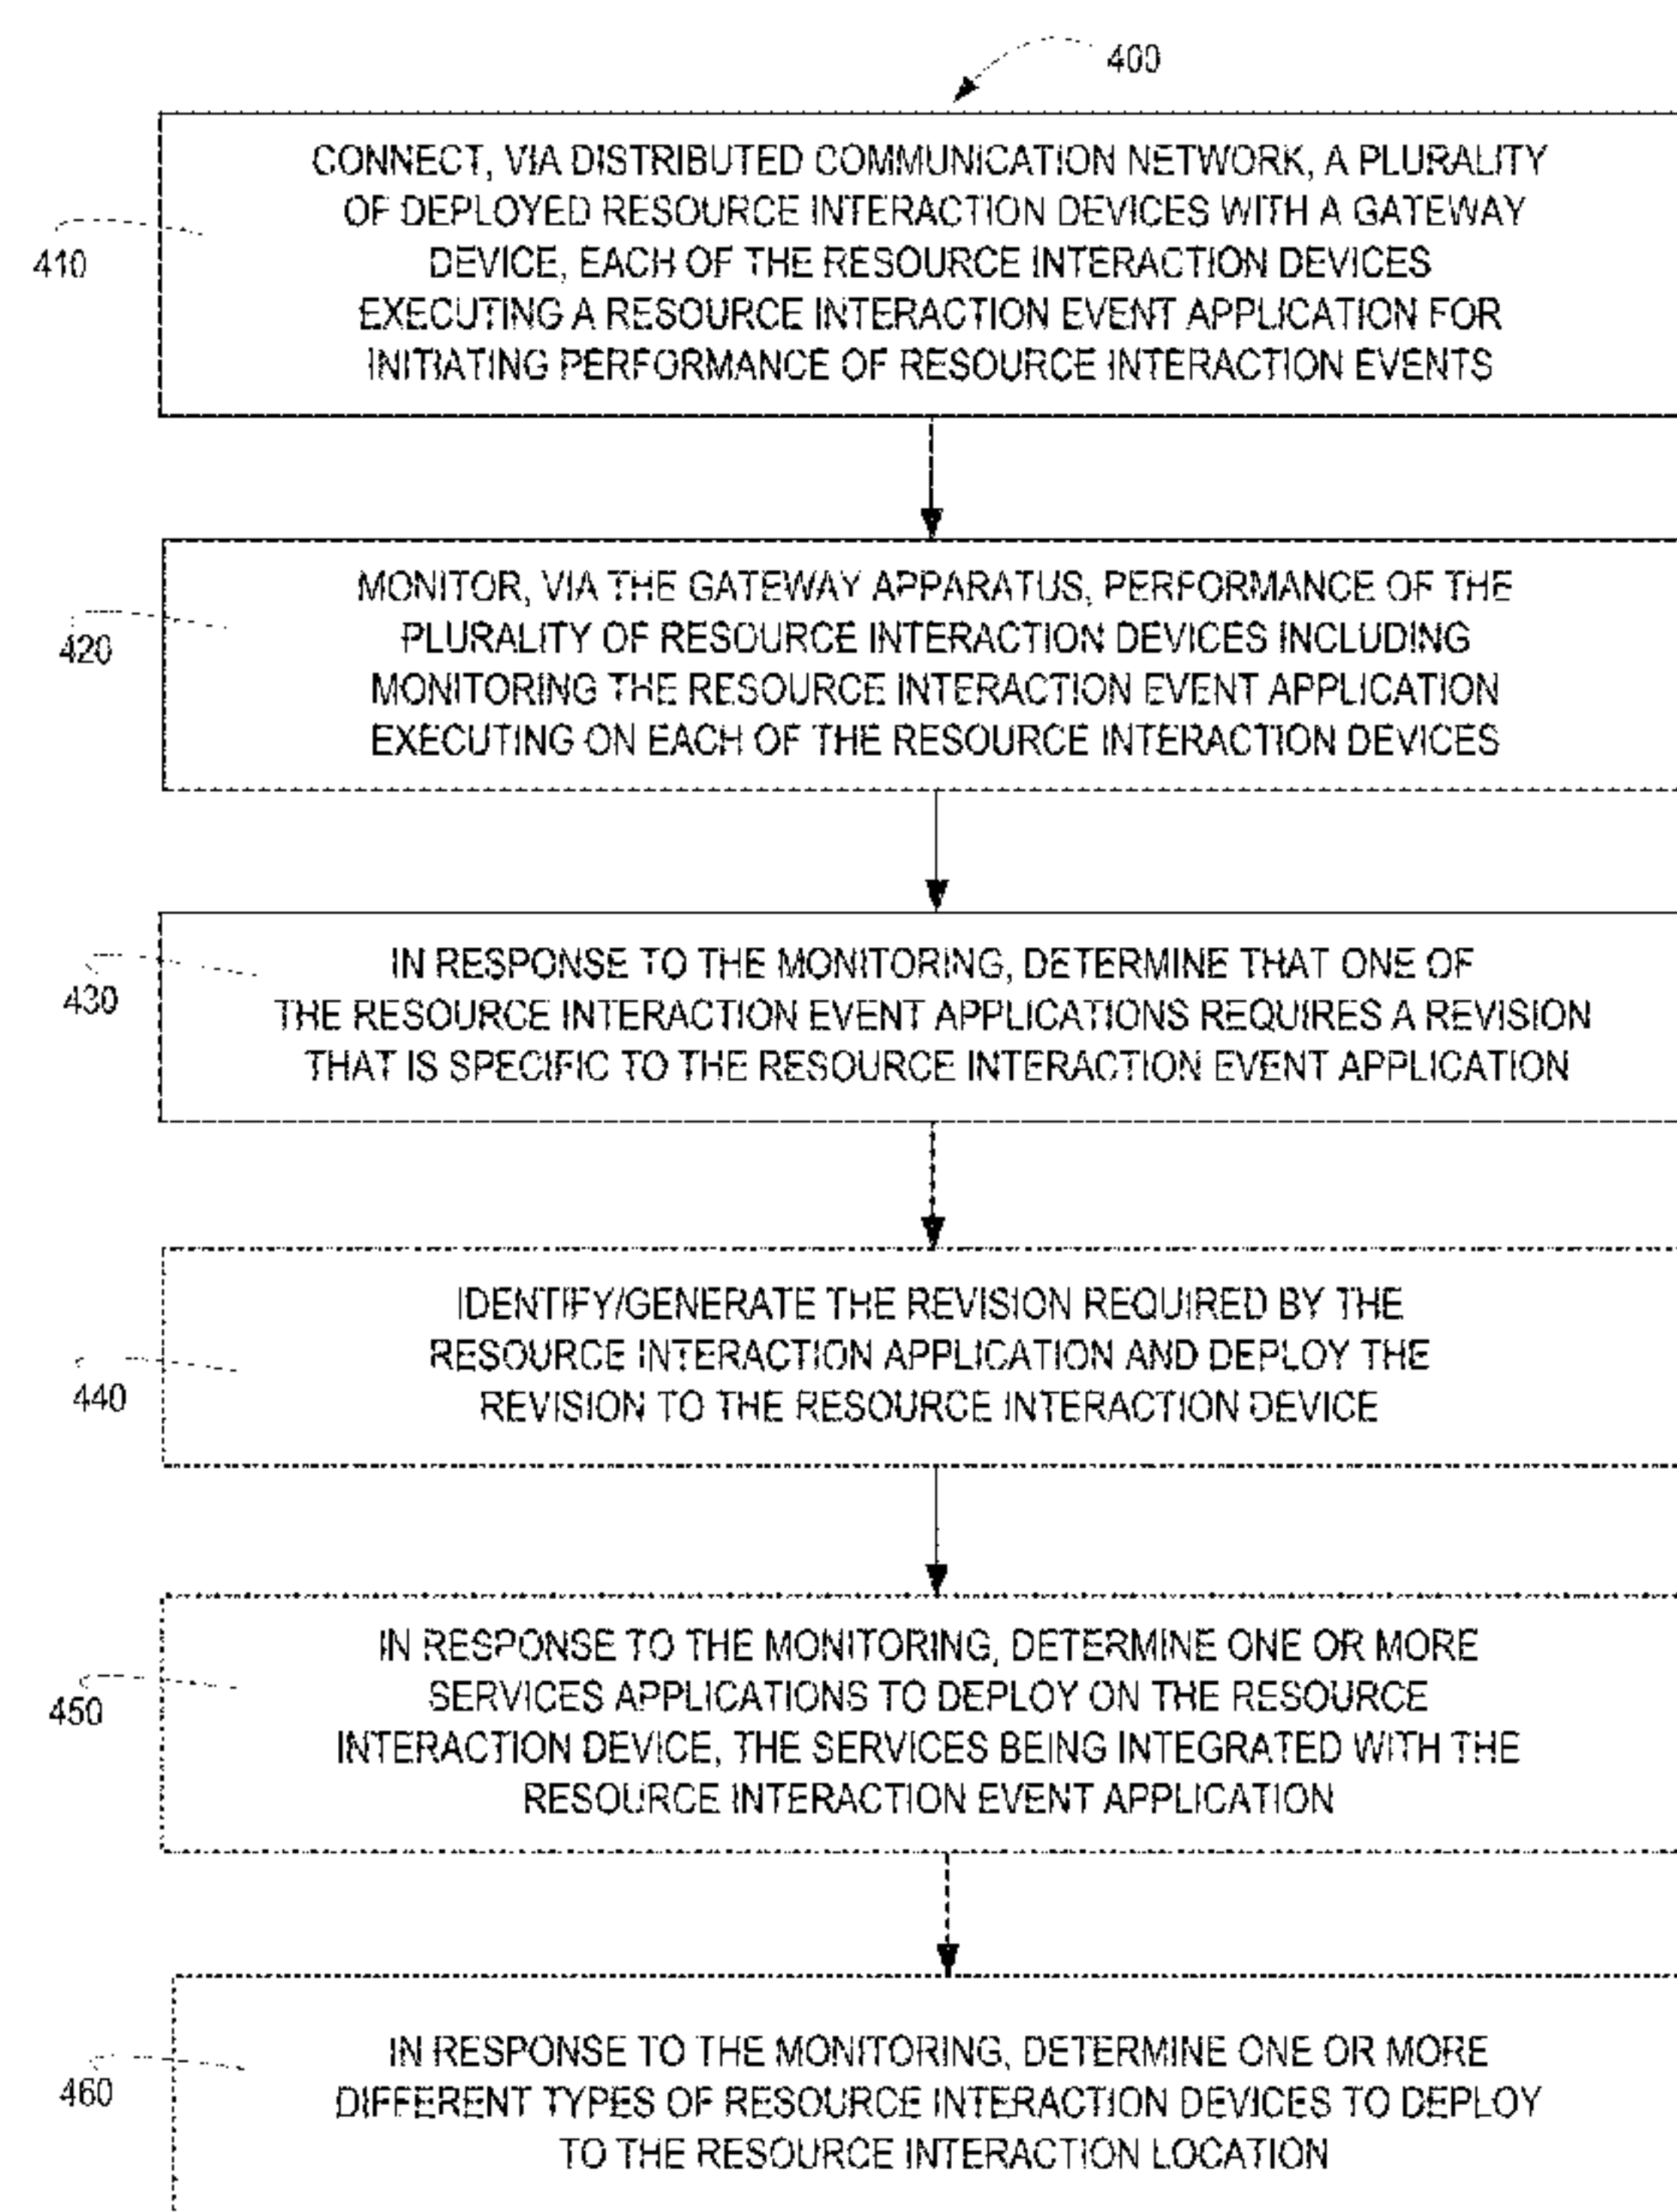 400
410
CONNECT, VIA DISTRIBUTED COMMUNICATION NETWORK, A PLURALITY
OF DEPLOYED RESOURCE INTERACTION DEVICES WITH A GATEWAY
DEVICE, EACH OF THE RESOURCE INTERACTION DEVICES
EXECUTING A RESOURCE INTERACTION EVENT APPLICATION FOR
INITIATING PERFORMANCE OF RESOURCE INTERACTION EVENTS
420
MONITOR, VIA THE GATEWAY APPARATUS, PERFORMANCE OF THE
PLURALITY OF RESOURCE INTERACTION DEVICES INCLUDING
MONITORING THE RESOURCE INTERACTION EVENT APPLICATION
EXECUTING ON EACH OF THE RESOURCE INTERACTION DEVICES
430
IN RESPONSE TO THE MONITORING, DETERMINE THAT ONE OF
THE RESOURCE INTERACTION EVENT APPLICATIONS REQUIRES A REVISION
THAT IS SPECIFIC TO THE RESOURCE INTERACTION EVENT APPLICATION
440
IDENTIFY/GENERATE THE REVISION REQUIRED BY THE
RESOURCE INTERACTION APPLICATION AND DEPLOY THE
REVISION TO THE RESOURCE INTERACTION DEVICE
450
IN RESPONSE TO THE MONITORING, DETERMINE ONE OR MORE
SERVICES APPLICATIONS TO DEPLOY ON THE RESOURCE
INTERACTION DEVICE, THE SERVICES BEING INTEGRATED WITH THE
RESOURCE INTERACTION EVENT APPLICATION
460
IN RESPONSE TO THE MONITORING, DETERMINE ONE OR MORE
DIFFERENT TYPES OF RESOURCE INTERACTION DEVICES TO DEPLOY
TO THE RESOURCE INTERACTION LOCATION